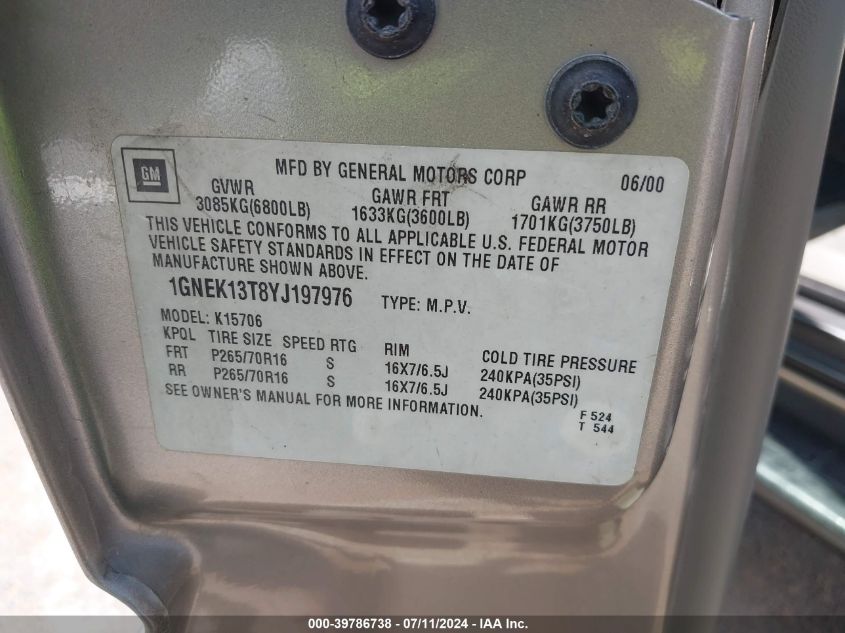 GM
MFD BY GENERAL MOTORS CORP 06/00
GVWR GAWR FRT GAWR RR
3085KG(6800LB) 1633KG(3600LB) 1701KG(3750LB)
THIS VEHICLE CONFORMS TO ALL APPLICABLE U.S. FEDERAL MOTOR
VEHICLE SAFETY STANDARDS IN EFFECT ON THE DATE OF
MANUFACTURE SHOWN ABOVE.
1GNEK13T8YJ197976 TYPE: M.P.V.
MODEL: K15706
KPQL TIRE SIZE SPEED RTG RIM COLD TIRE PRESSURE
FRT P265/70R16 S 16X7/6.5J 240KPA(35PSI)
RR P265/70R16 S 16X7/6.5J 240KPA(35PSI)
SEE OWNER'S MANUAL FOR MORE INFORMATION.
F 524
T 544
000-39786738 - 07/11/2024 - IAA Inc.